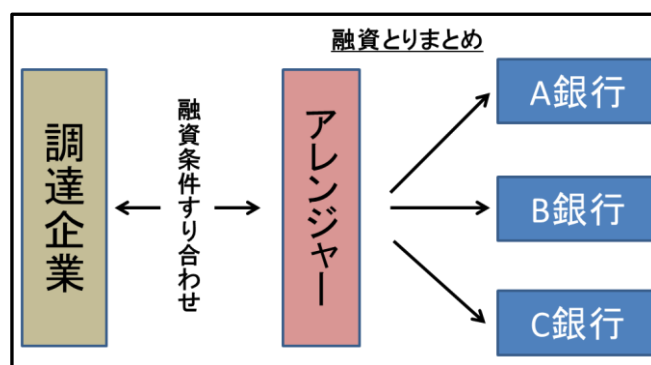 融資とりまとめ
調達企業
融資条件すり合わせ
アレンジャー
A銀行
B銀行
C銀行